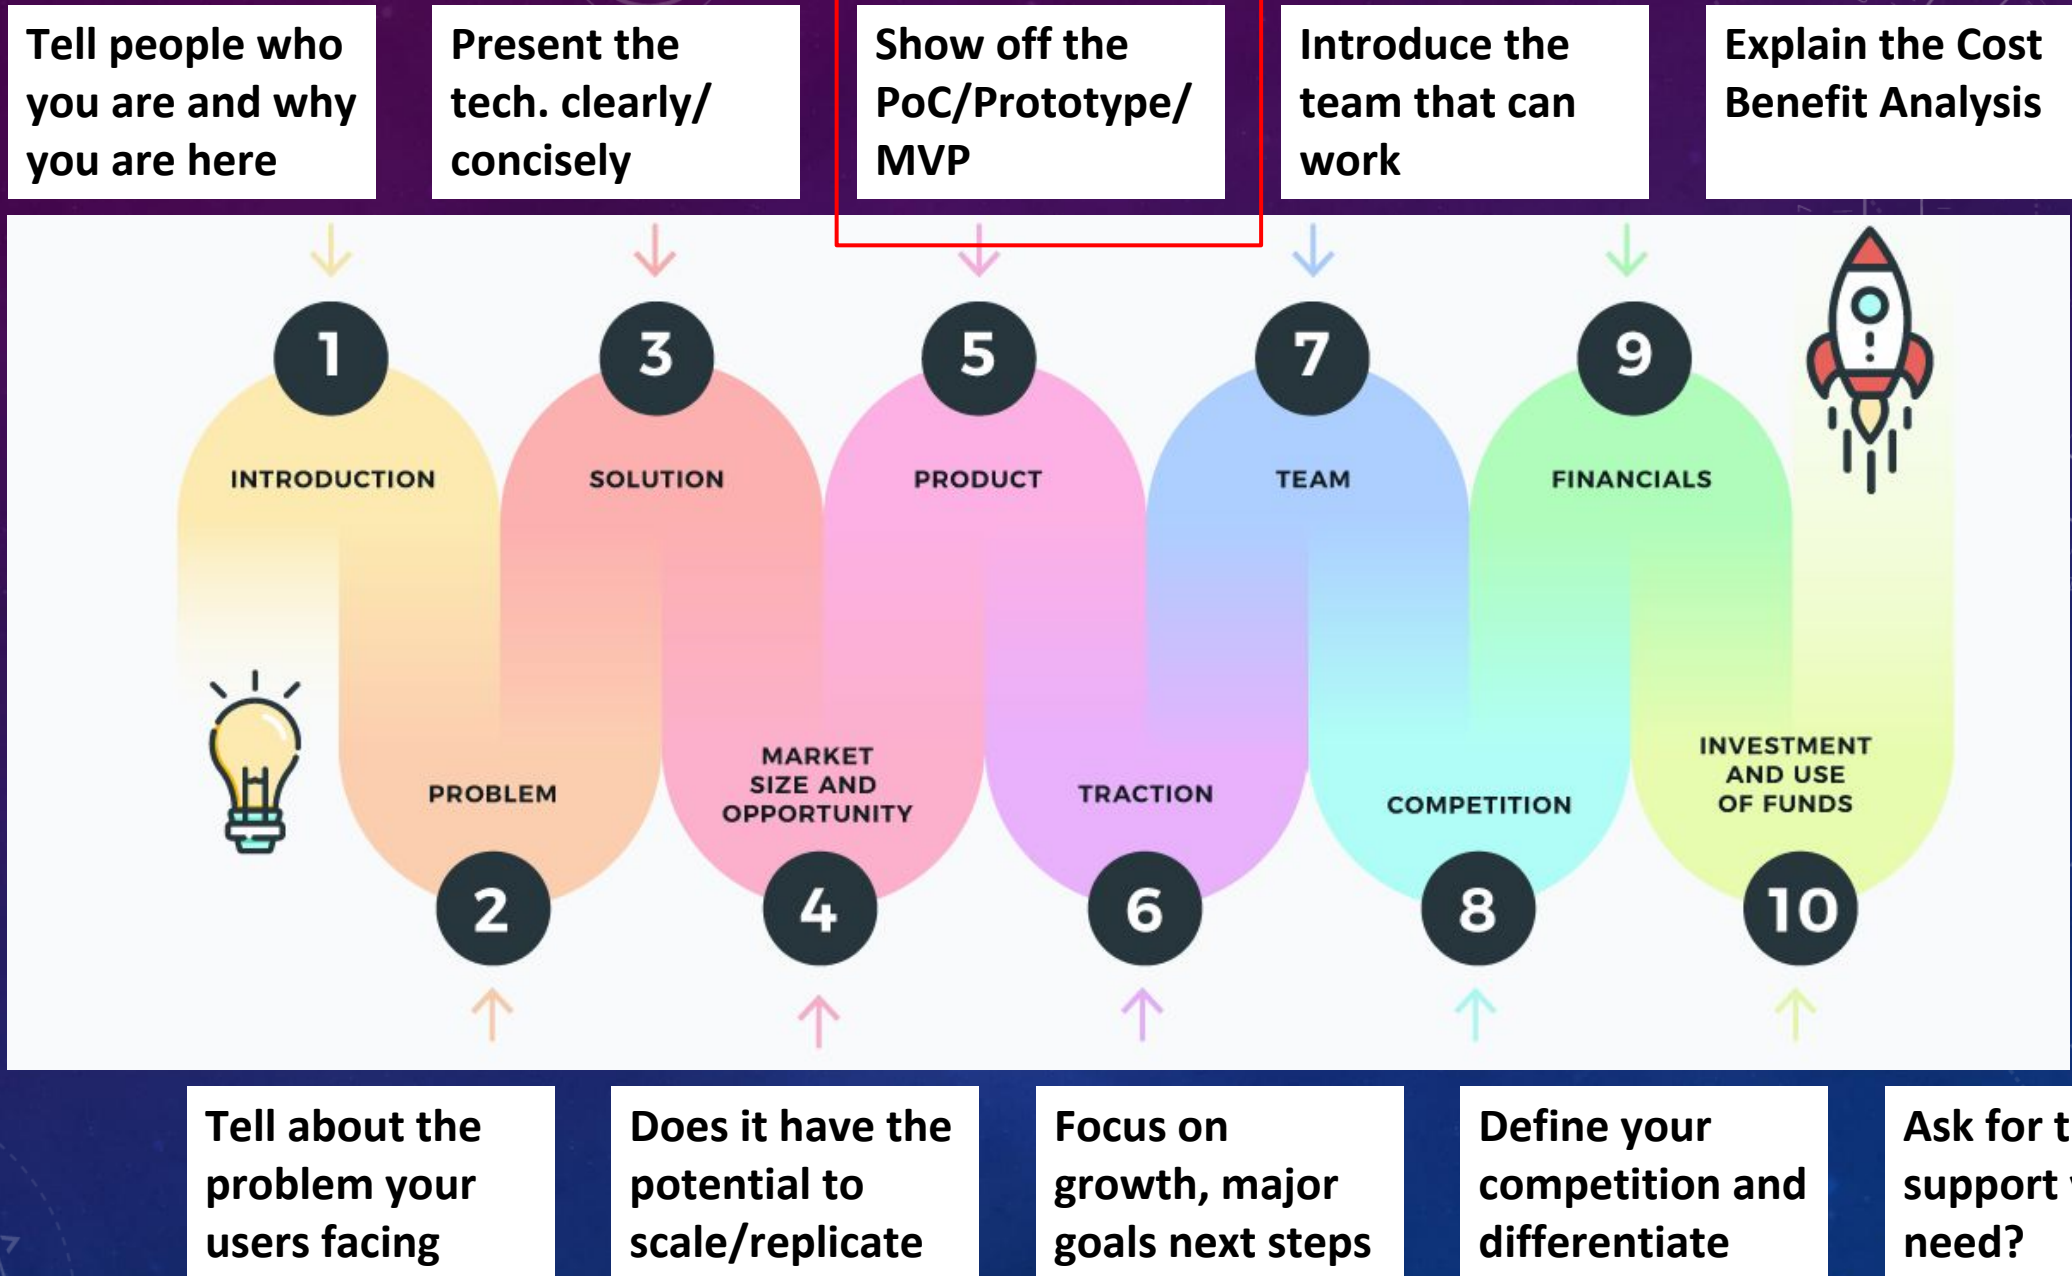 Tell people who
you are and why
you are here
Present the
tech. clearly/
concisely
Show off the
PoC/Prototype/
MVP
Introduce the
team that can
work
Explain the Cost
Benefit Analysis
1
3
5
7
9
INTRODUCTION
SOLUTION
PRODUCT
TEAM
FINANCIALS
PROBLEM
MARKET
SIZE AND
OPPORTUNITY
TRACTION
COMPETITION
INVESTMENT
AND USE
OF FUNDS
2
4
6
8
10
Tell about the
problem your
users facing
Does it have the
potential to
scale/replicate
Focus on
growth, major
goals next steps
Define your
competition and
differentiate
Ask for
support
need?